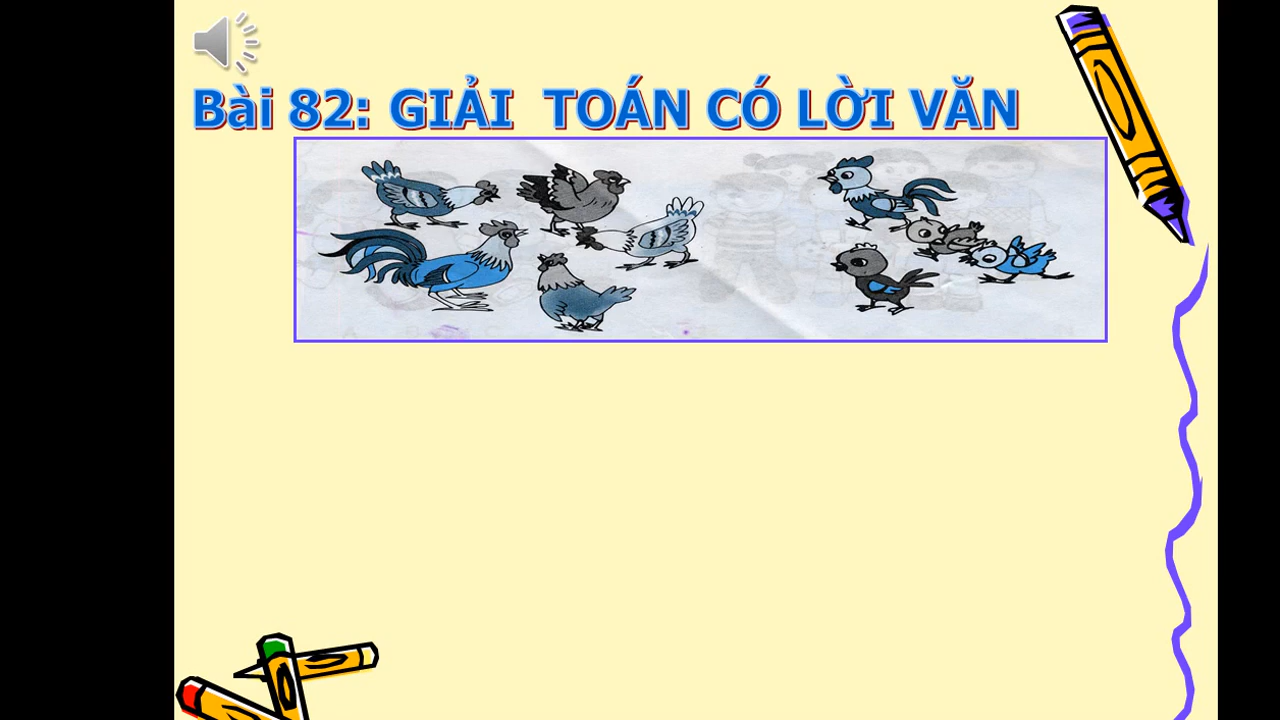 Bài 82: GIẢI TOÁN CÓ LỜI VĂN